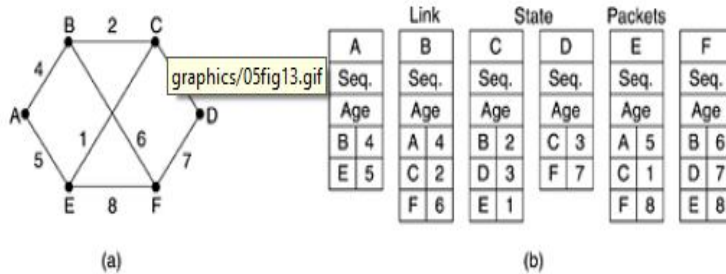 Link State Packets
B 2 C
4
graphics/05fig13.gif
A D
1 6
5 7
E 8 F
(a)
A B C D E F
Seq. Seq. Seq. Seq. Seq. Seq.
Age Age Age Age Age Age
B 4 A 4 B 2 C 3 A 5 B 6
E 5 C 2 D 3 F 7 C 1 D 7
F 6 E 1 F 8 E 8
(b)